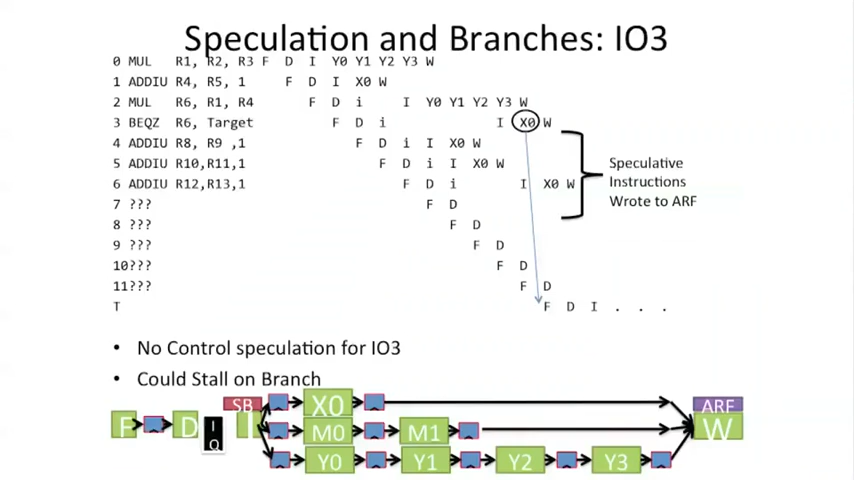 Speculation and Branches: IO3
0 MUL R1, R2, R3 F D I Y0 Y1 Y2 Y3 W
1 ADDIU R4, R5, 1 F D I X0 W
2 MUL R6, R1, R4 F D i I Y0 Y1 Y2 Y3 W
3 BEQZ R6, Target F D i I X0 W
4 ADDIU R8, R9 ,1 F D i I X0 W
5 ADDIU R10,R11,1 F D i I X0 W
6 ADDIU R12,R13,1 F D i I X0 W
7 ??? F D
8 ??? F D
9 ??? F D
10??? F D
11??? F D
T F D I . . .
Speculative
Instructions
Wrote to ARF
• No Control speculation for IO3
• Could Stall on Branch
F D I Q SB I X0 ARF W
M0 M1
Y0 Y1 Y2 Y3